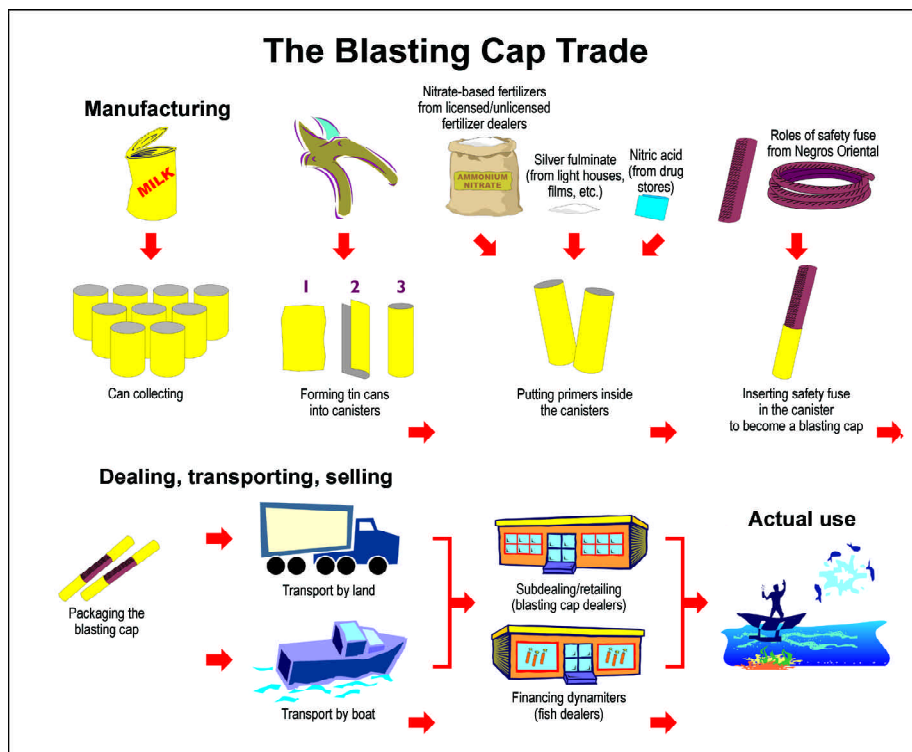 The Blasting Cap Trade
Manufacturing
MILK
Nitrate-based fertilizers
from licensed/unlicensed
fertilizer dealers
AMMONIUM
NITRATE
Silver fulminate
(from light houses,
films, etc.)
Nitric acid
(from drug
stores)
Roles of safety fuse
from Negros Oriental
1 2 3
Can collecting
Forming tin cans
into canisters
Putting primers inside
the canisters
Inserting safety fuse
in the canister
to become a blasting cap
Dealing, transporting, selling
Packaging the
blasting cap
Transport by land
Transport by boat
Subdealing/retailing
(blasting cap dealers)
Financing dynamiters
(fish dealers)
Actual use